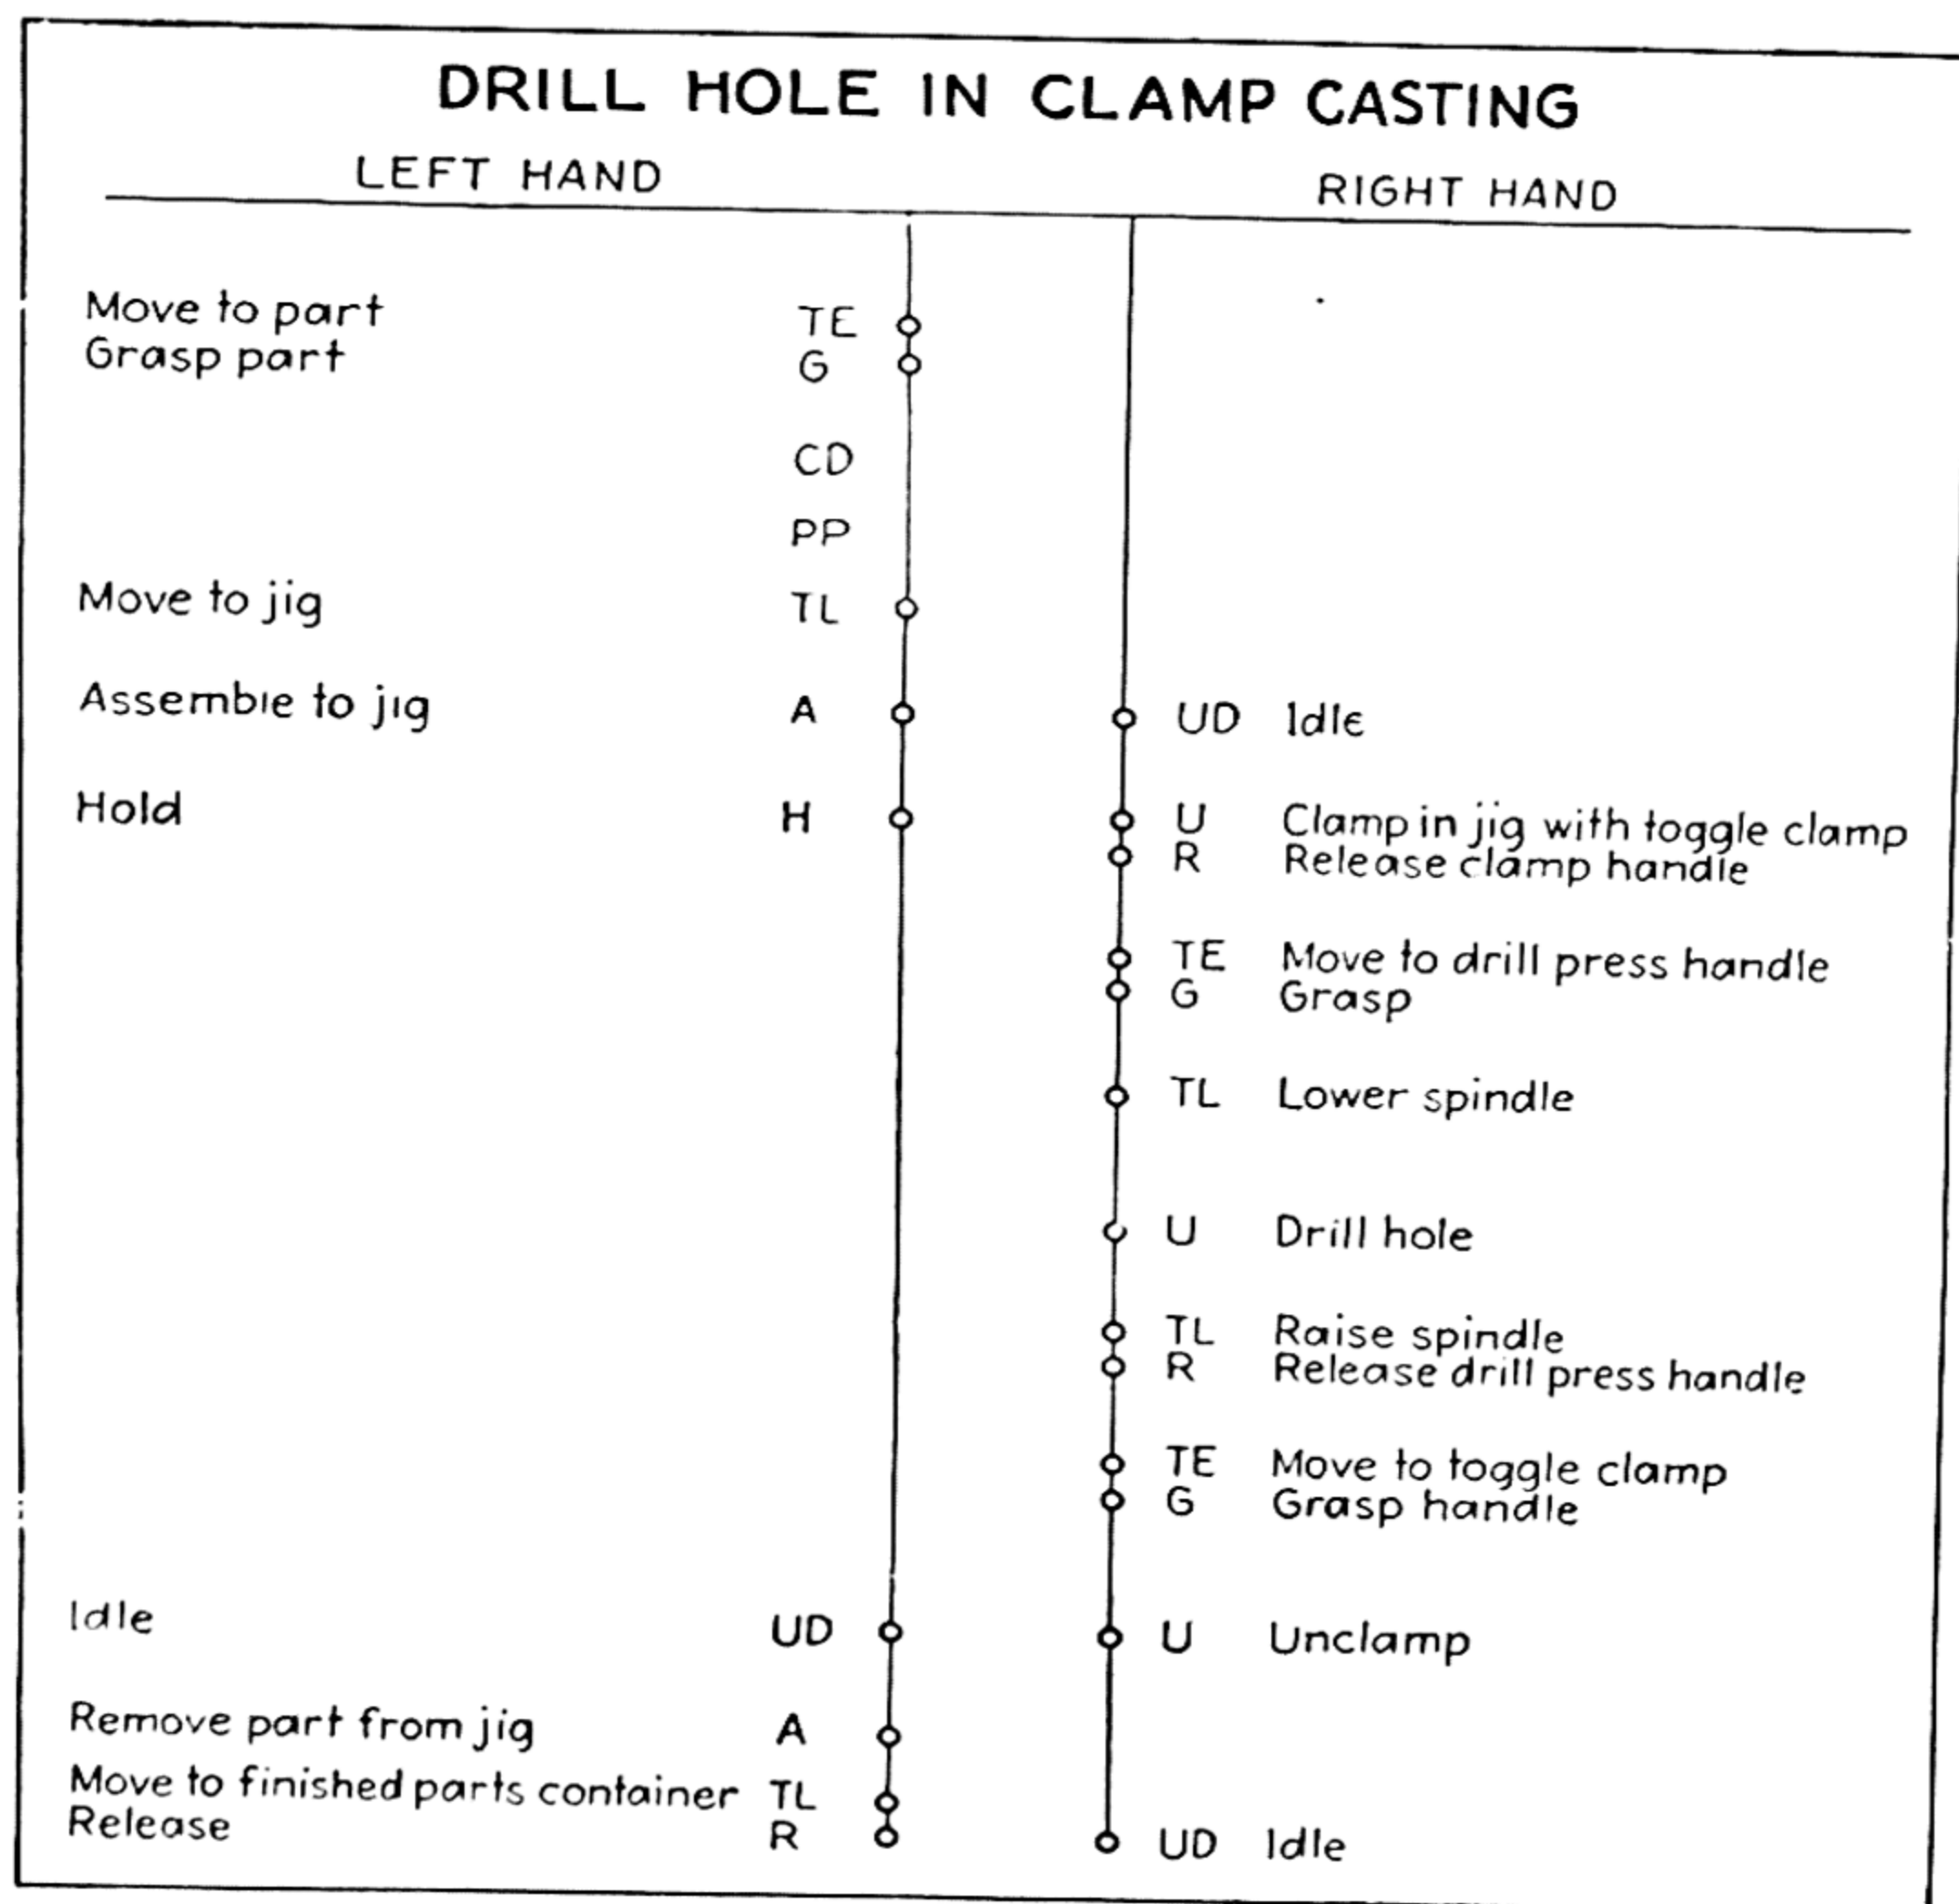 DRILL HOLE IN CLAMP CASTING
LEFT HAND RIGHT HAND
Move to part TE
Grasp part G
CD
PP
Move to jig TL
Assemble to jig A UD Idle
Hold H U Clamp in jig with toggle clamp
R Release clamp handle
TE Move to drill press handle
G Grasp
TL Lower spindle
U Drill hole
TL Raise spindle
R Release drill press handle
TE Move to toggle clamp
G Grasp handle
Idle UD U Unclamp
Remove part from jig A
Move to finished parts container TL
Release R UD Idle